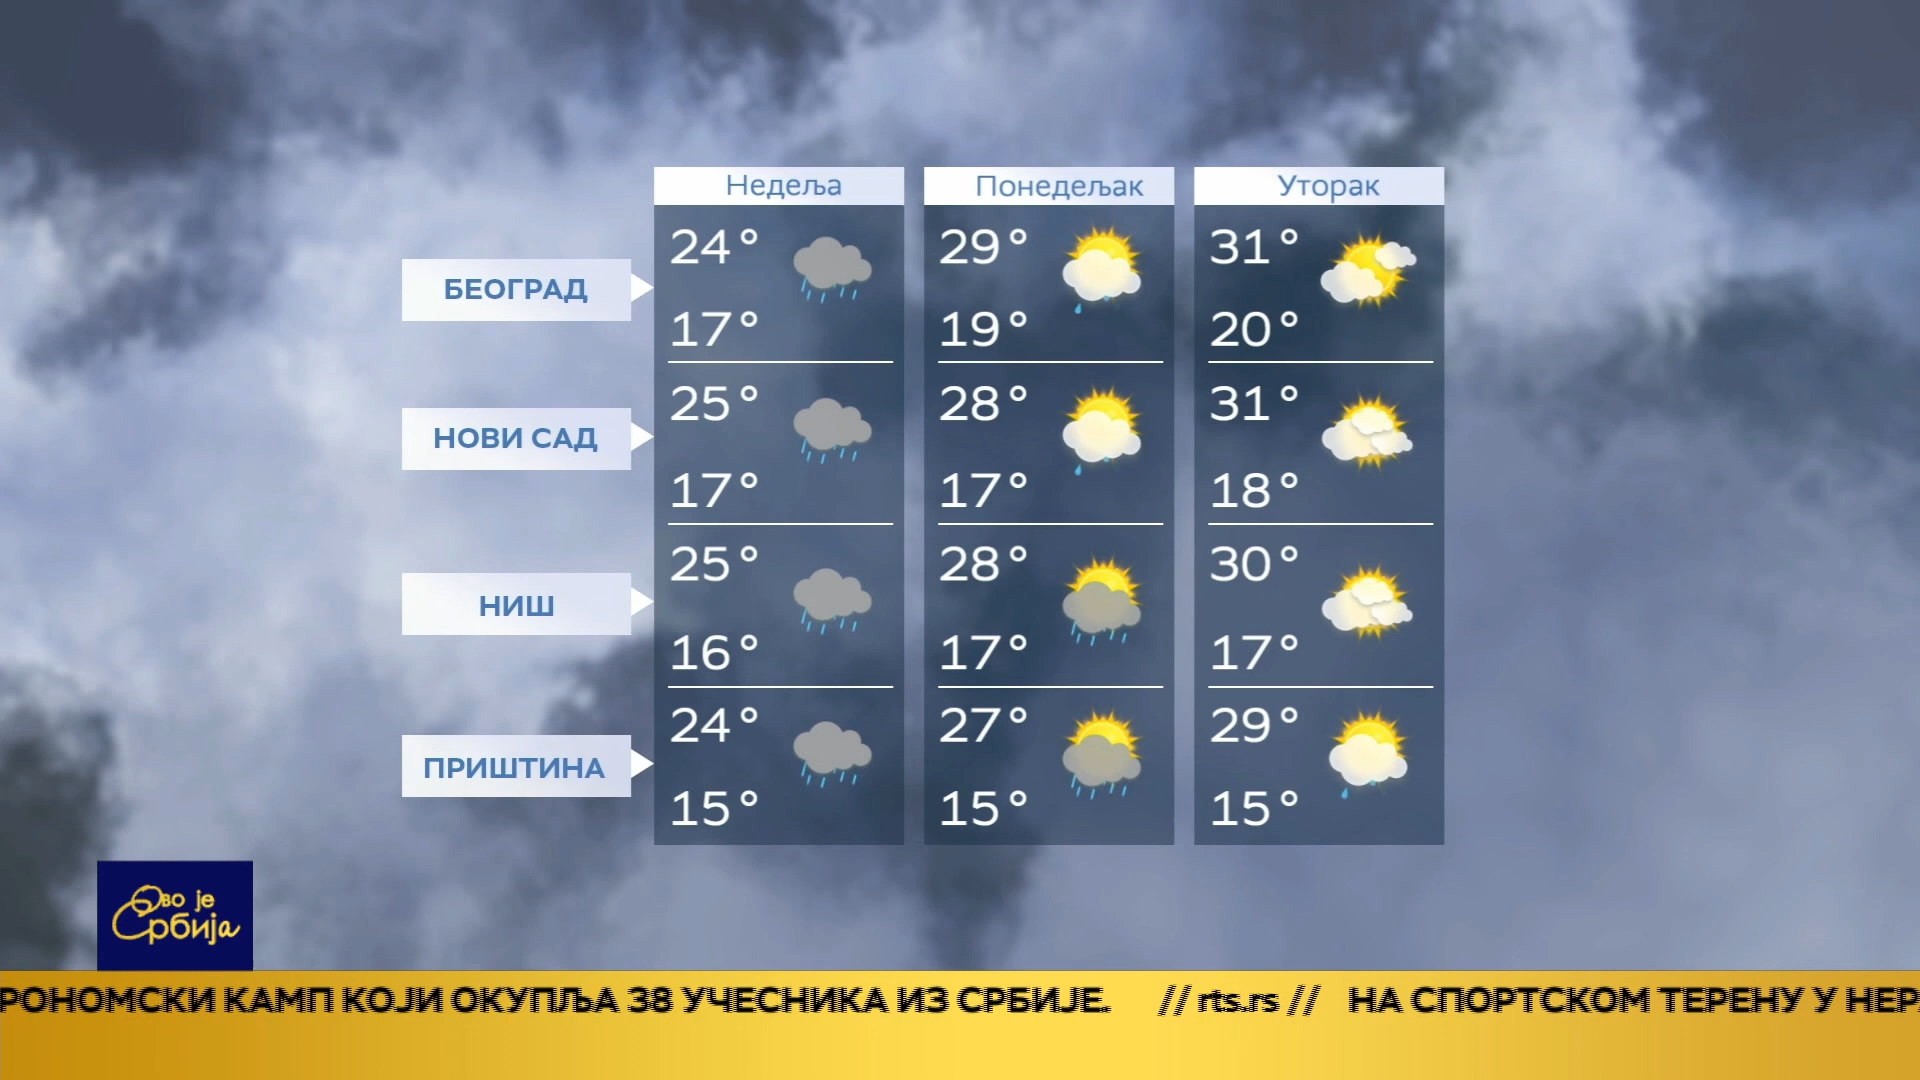 Недеља Понедељак Уторак
БЕОГРАД 24° 29° 31°
17° 19° 20°
НОВИ САД 25° 28° 31°
17° 17° 18°
НИШ 25° 28° 30°
16° 17° 17°
ПРИШТИНА 24° 27° 29°
15° 15° 15°
Ово је
Србија
КАМП КОЈИ ОКУПЉА 38 УЧЕСНИКА ИЗ СРБИЈЕ. // rts.rs // НА СПОРТСКОМ ТЕРЕНУ У